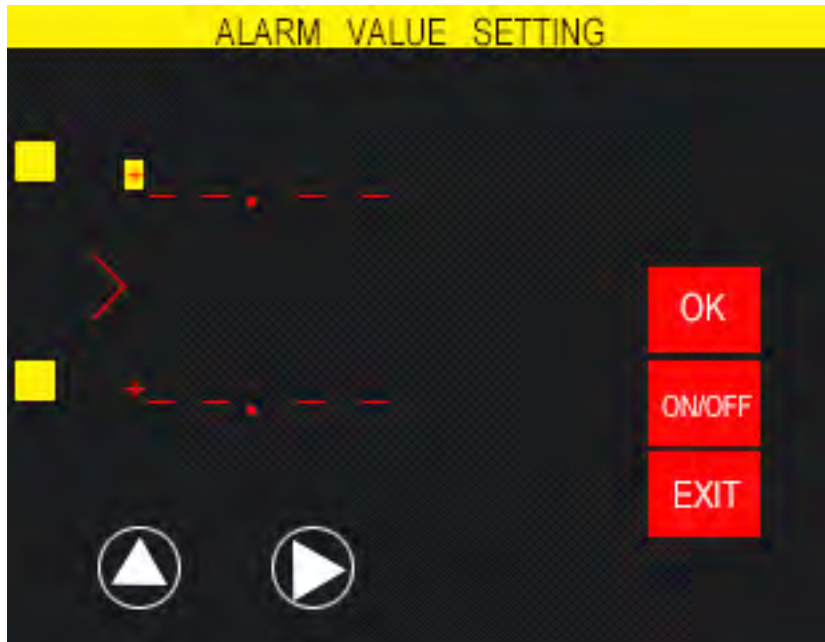 ALARM VALUE SETTING
+ _ _ . _ _
>
+ _ _ . _ _
OK
ON/OFF
EXIT